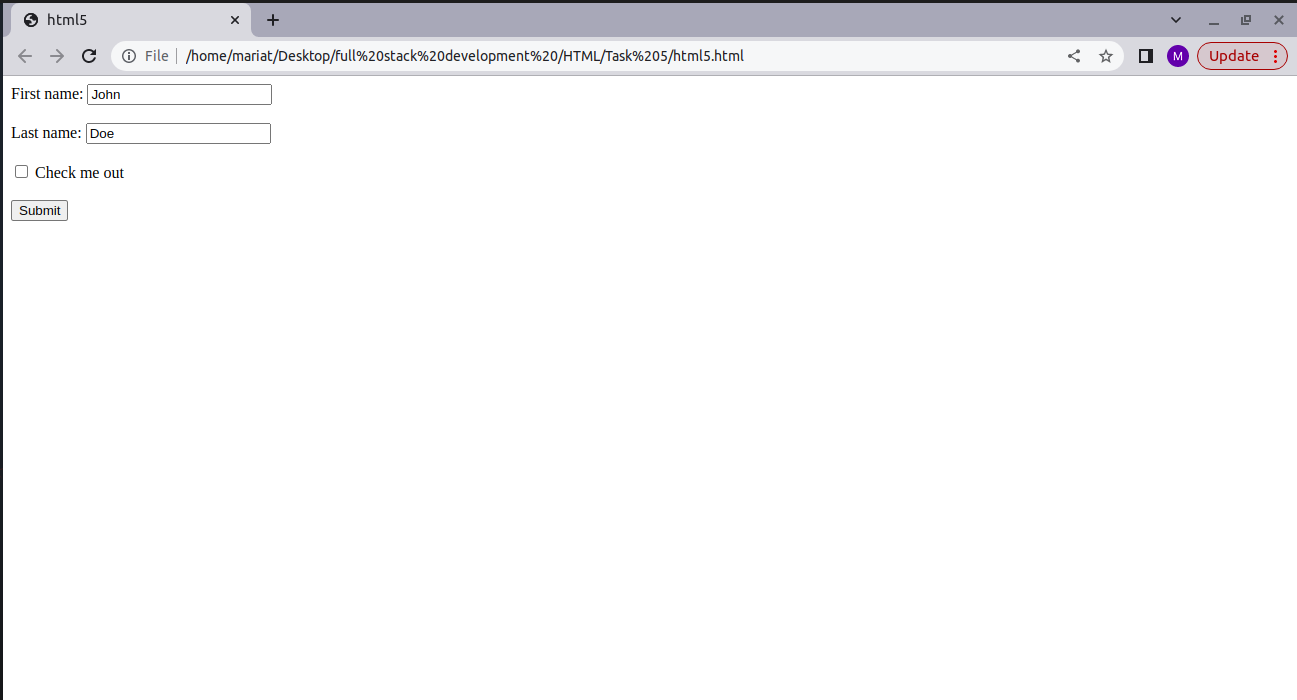 html5
File /home/mariat/Desktop/full%20stack%20development%20/HTML/Task%205/html5.html M Update
First name: John
Last name: Doe
Check me out
Submit